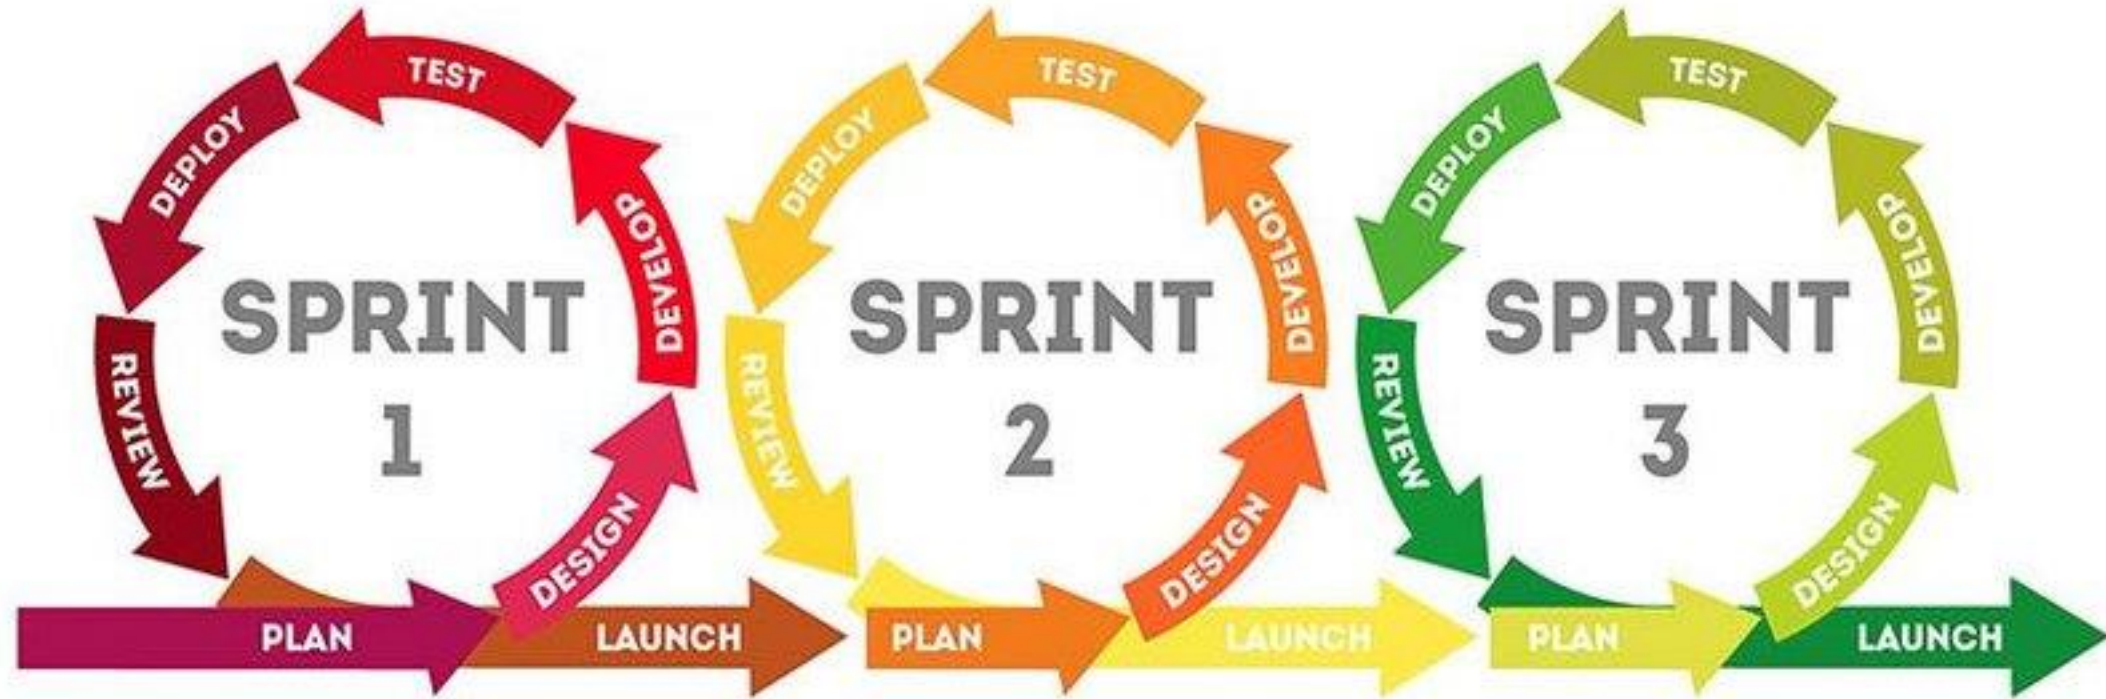 SPRINT
1
PLAN
DESIGN
DEVELOP
TEST
DEPLOY
REVIEW
LAUNCH
SPRINT
2
PLAN
DESIGN
DEVELOP
TEST
DEPLOY
REVIEW
LAUNCH
SPRINT
3
PLAN
DESIGN
DEVELOP
TEST
DEPLOY
REVIEW
LAUNCH